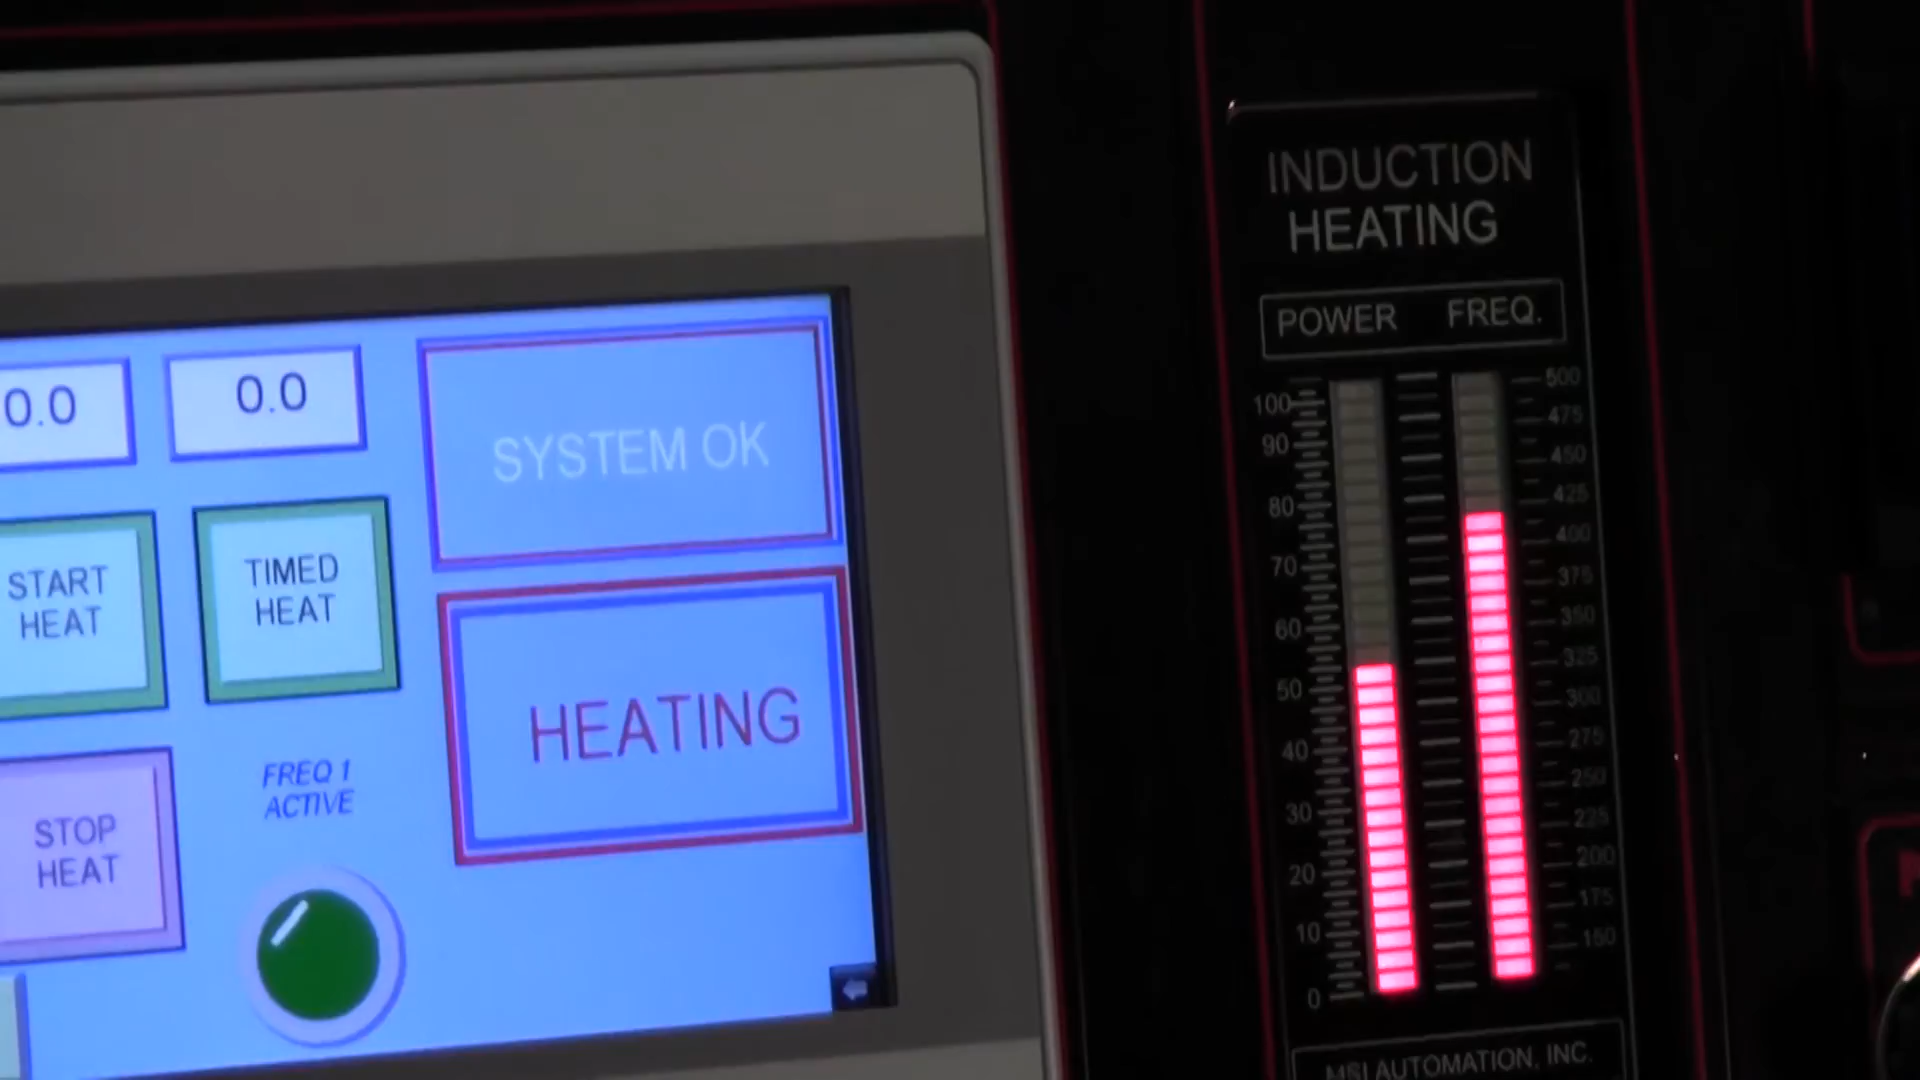 0.0
0.0
SYSTEM OK
START
HEAT
TIMED
HEAT
HEATING
FREQ 1
ACTIVE
STOP
HEAT
INDUCTION
HEATING
POWER FREQ.
100
90
80
70
60
50
40
30
20
10
0
500
475
450
425
400
375
350
325
300
275
250
225
200
175
150
MSI AUTOMATION, INC.